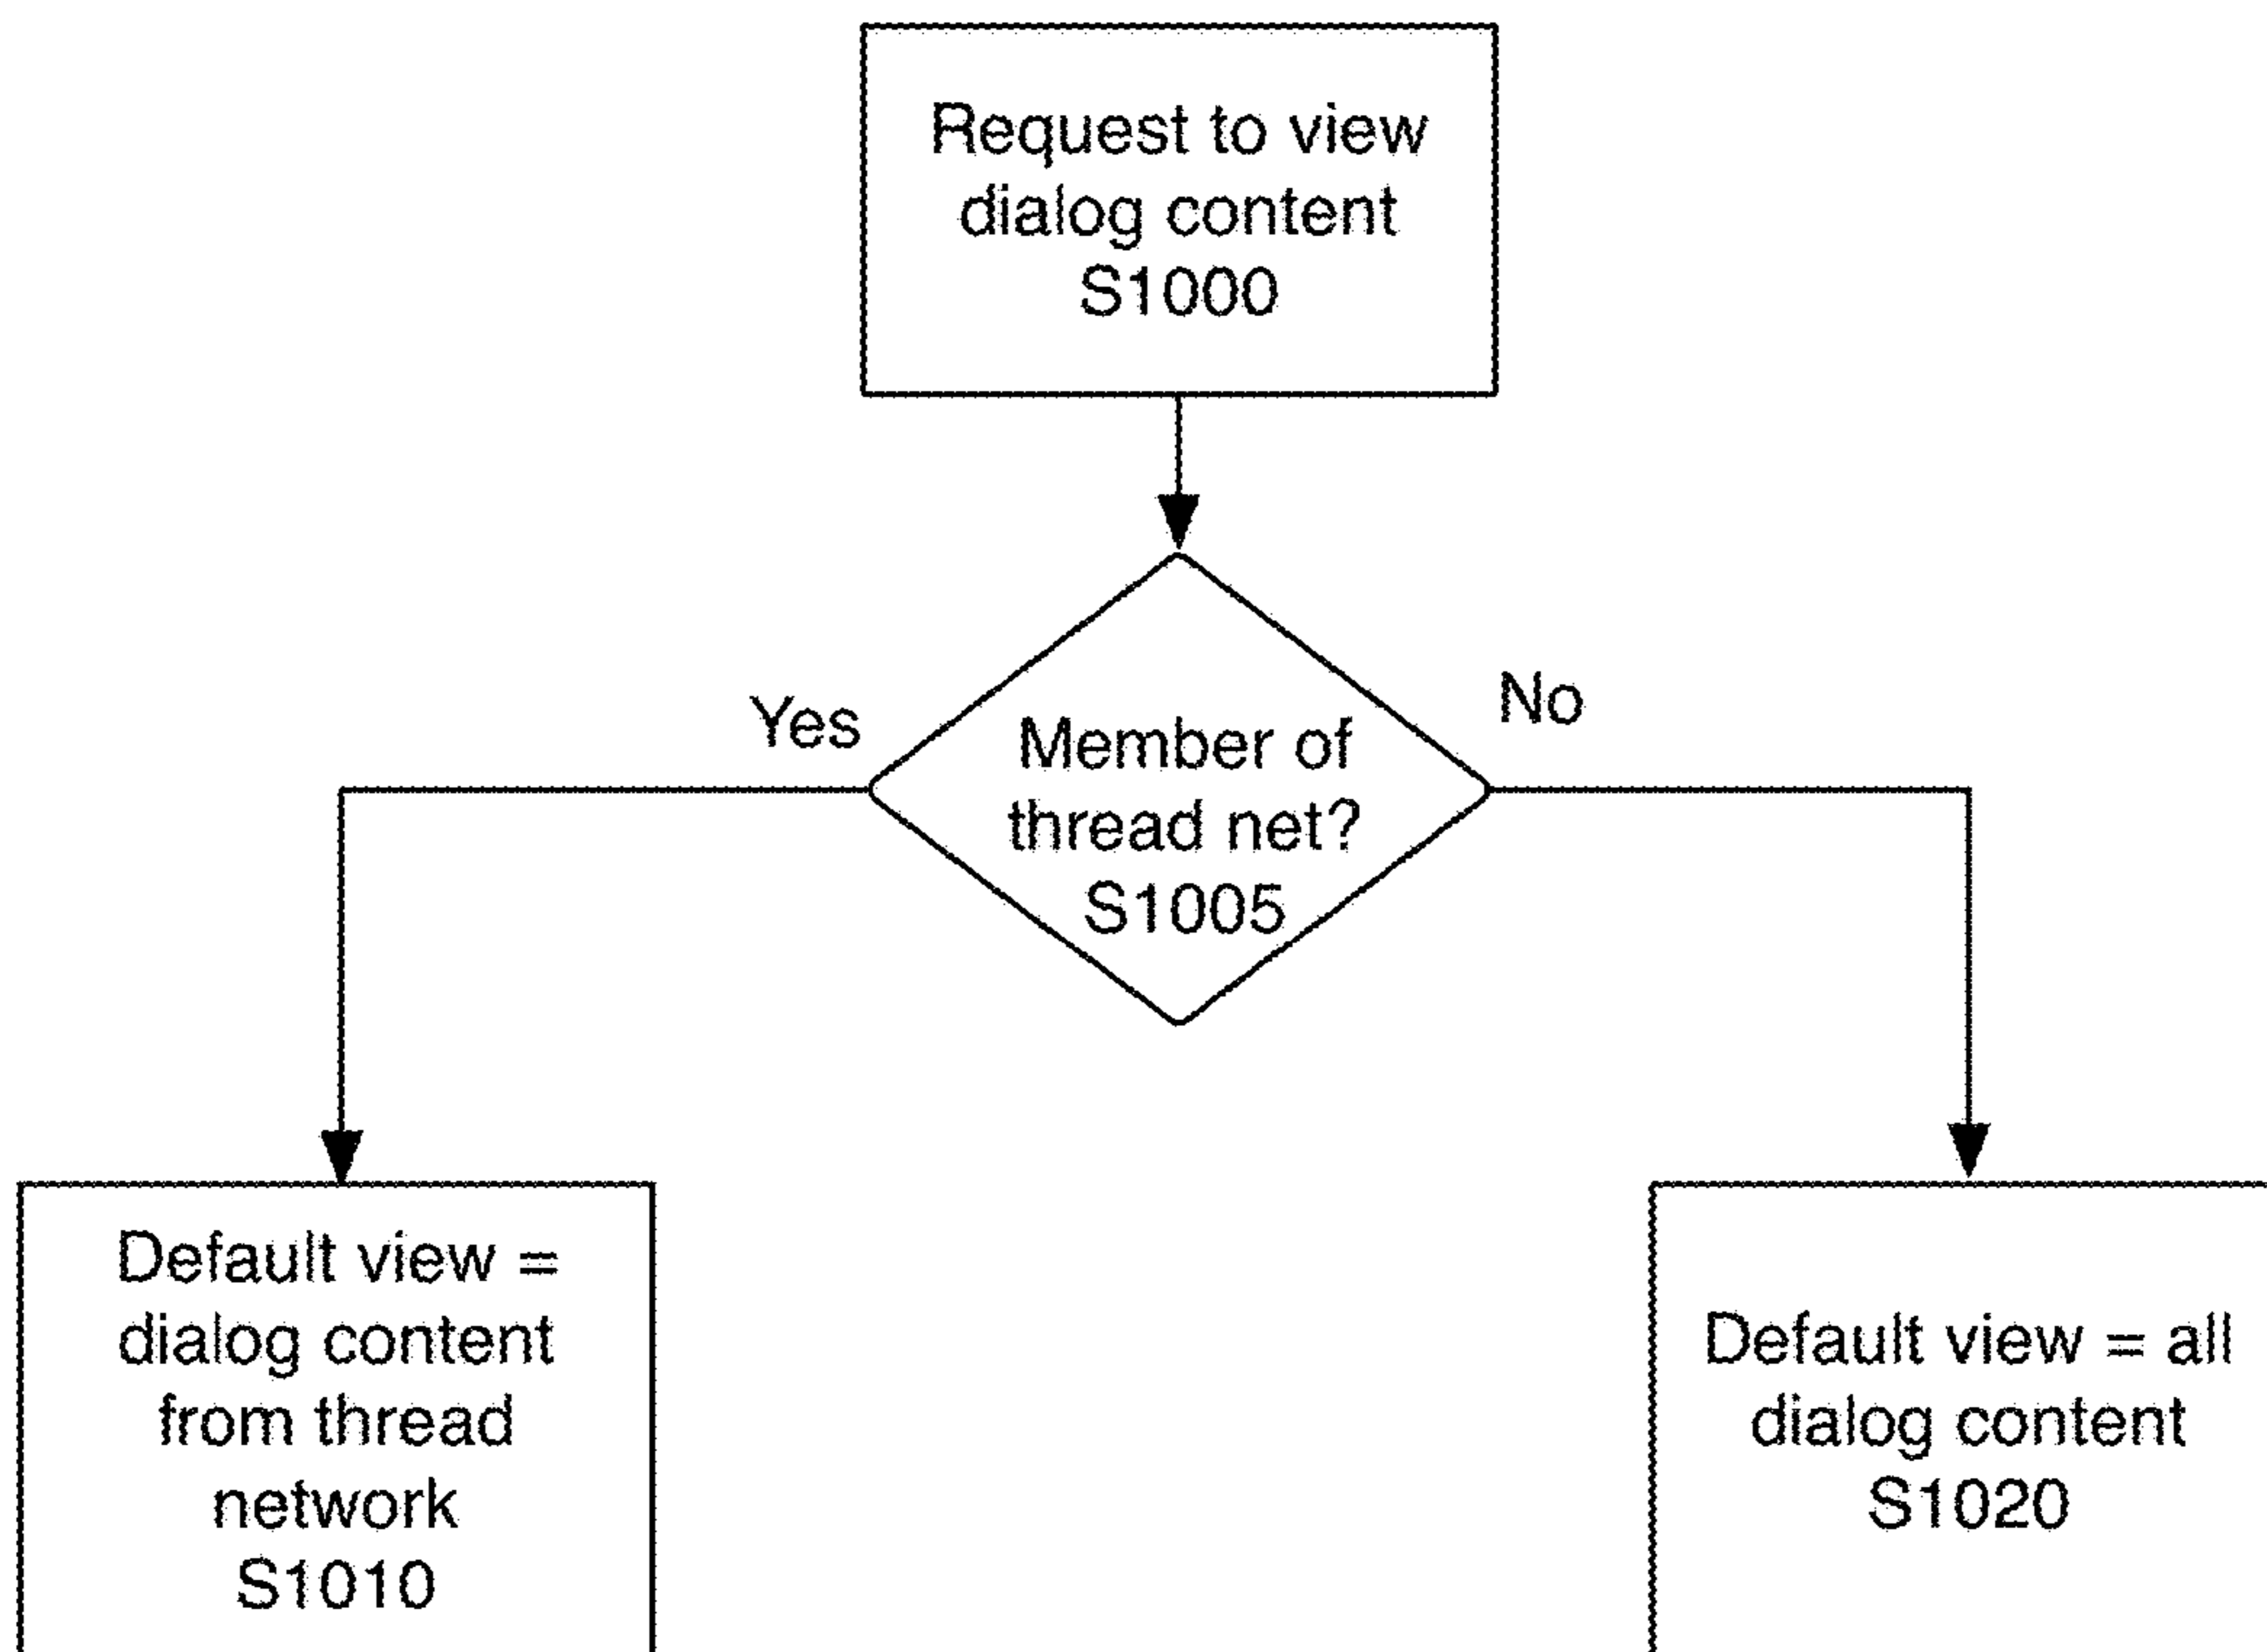 Request to view
dialog content
S1000
Yes
No
Member of
thread net?
S1005
Default view =
dialog content
from thread
network
S1010
Default view = all
dialog content
S1020